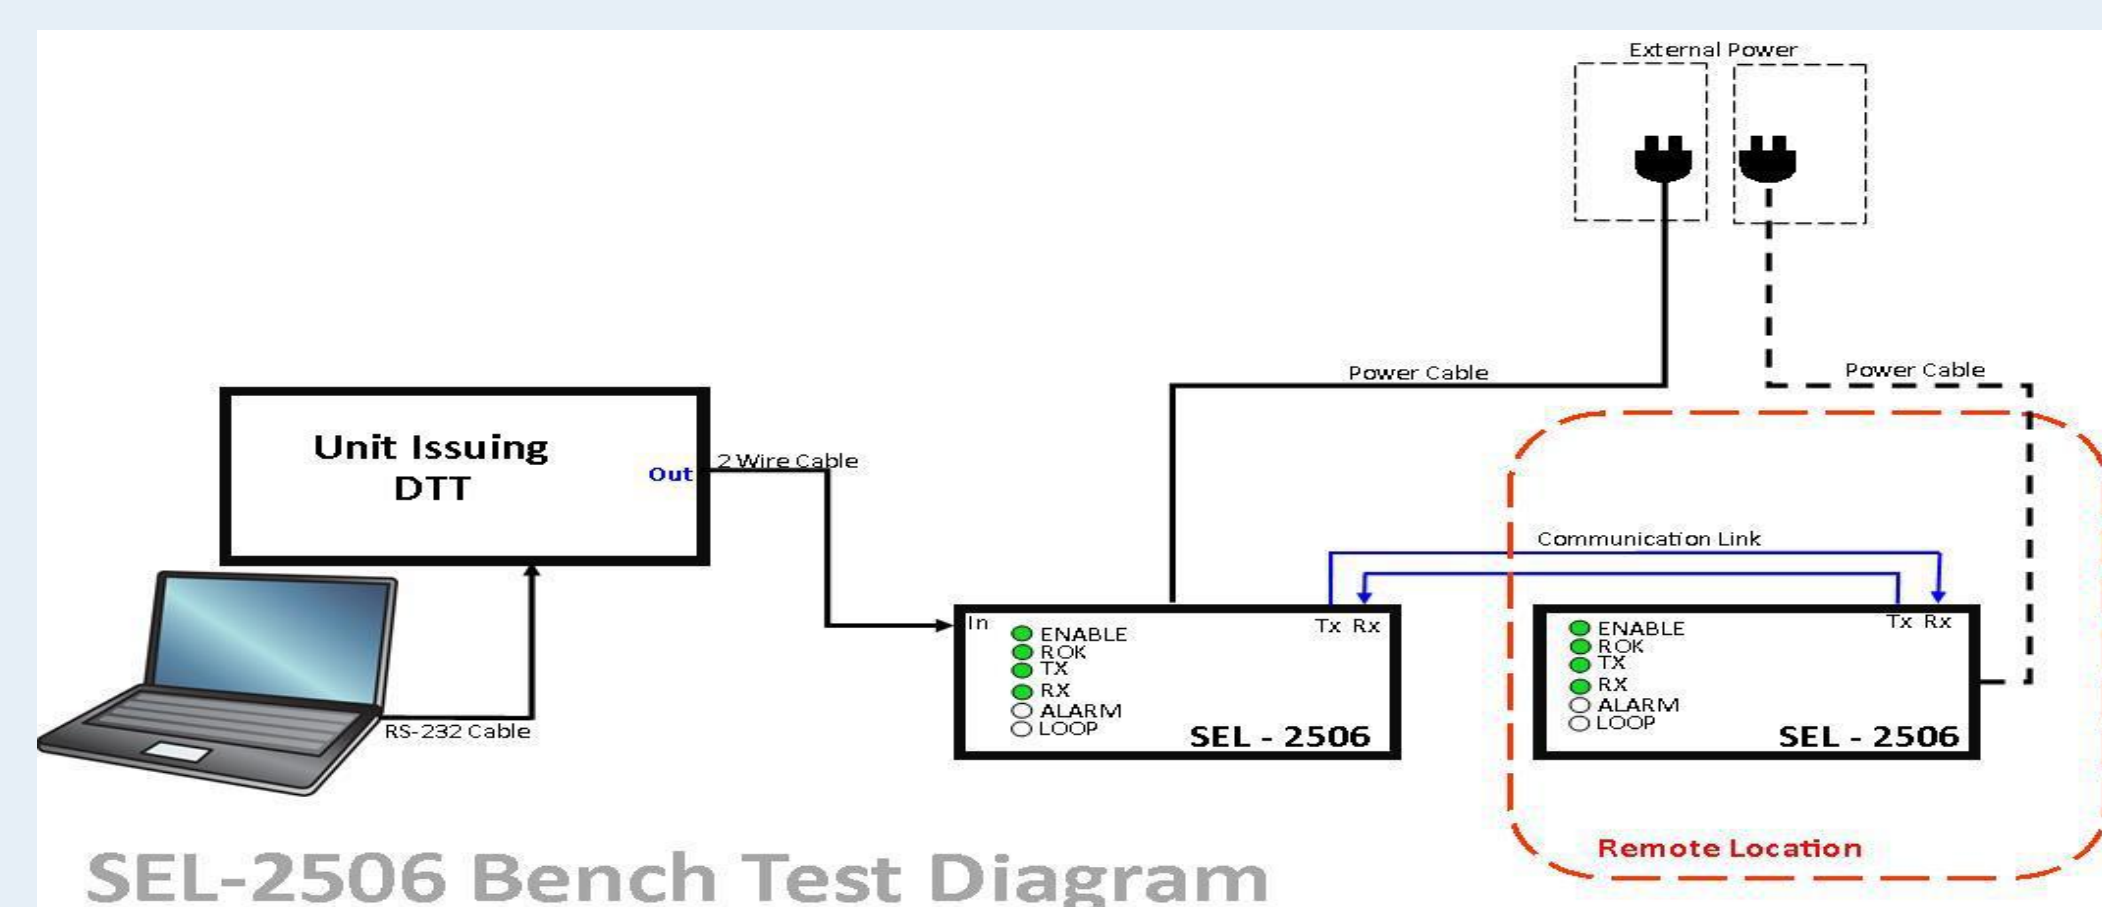 External Power
Power Cable
Power Cable
Unit Issuing
DTT
Out
2 Wire Cable
RS-232 Cable
Communication Link
In
Tx Rx
ENABLE
ROK
TX
RX
ALARM
LOOP
SEL - 2506
Tx Rx
ENABLE
ROK
TX
RX
ALARM
LOOP
SEL - 2506
Remote Location
SEL-2506 Bench Test Diagram